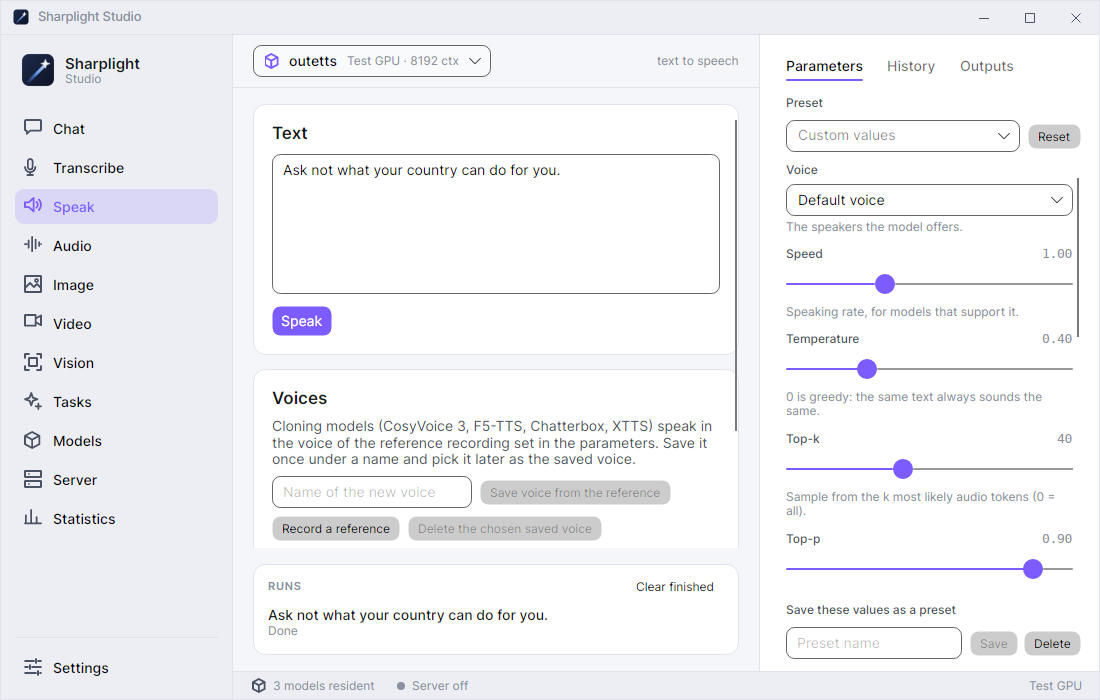 Sharplight Studio
Sharplight
Studio
Chat
Transcribe
Speak
Audio
Image
Video
Vision
Tasks
Models
Server
Statistics
Settings
outetts Test GPU · 8192 ctx
text to speech
Text
Ask not what your country can do for you.
Speak
Voices
Cloning models (CosyVoice 3, F5-TTS, Chatterbox, XTTS) speak in
the voice of the reference recording set in the parameters. Save it
once under a name and pick it later as the saved voice.
Name of the new voice
Save voice from the reference
Record a reference
Delete the chosen saved voice
RUNS
Clear finished
Ask not what your country can do for you.
Done
Parameters History Outputs
Preset
Custom values
Reset
Voice
Default voice
The speakers the model offers.
Speed 1.00
Speaking rate, for models that support it.
Temperature 0.40
0 is greedy: the same text always sounds the
same.
Top-k 40
Sample from the k most likely audio tokens (0 =
all).
Top-p 0.90
Save these values as a preset
Preset name
Save
Delete
3 models resident
Server off
Test GPU